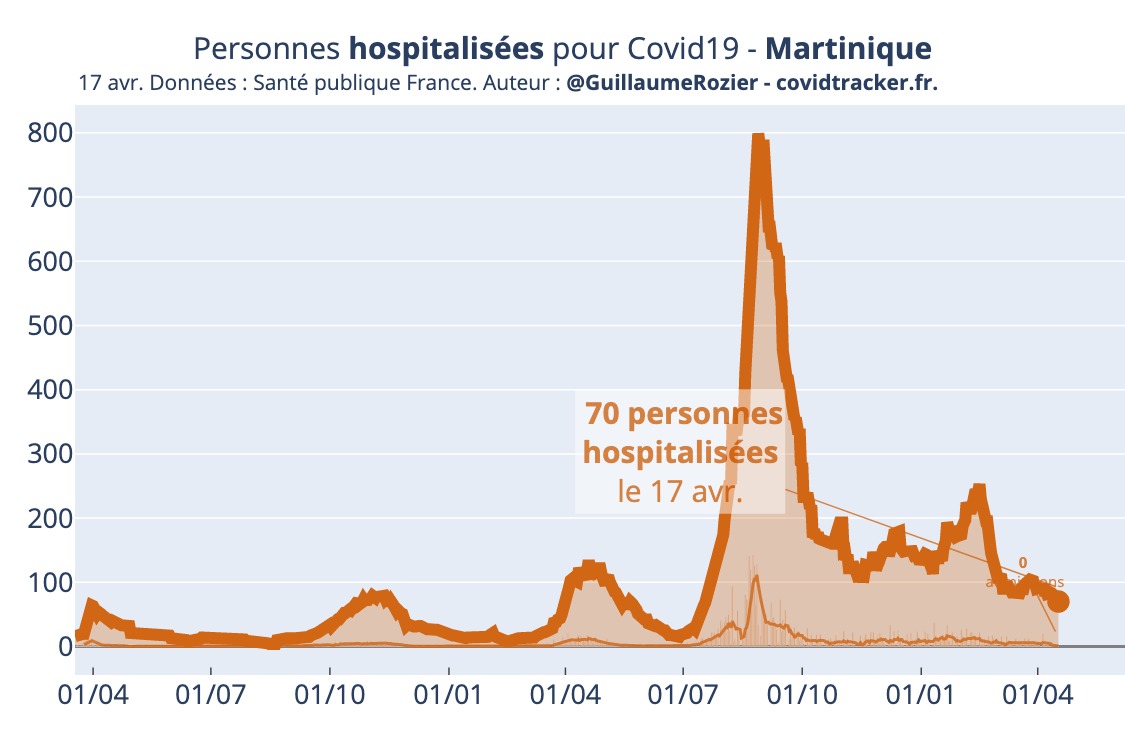 Personnes hospitalisées pour Covid19 - Martinique
17 avr. Données : Santé publique France. Auteur : @GuillaumeRozier - covidtracker.fr.
800
700
600
500
400
300
200
100
0
70 personnes
hospitalisées
le 17 avr.
0
01/04 01/07 01/10 01/01 01/04 01/07 01/10 01/01 01/04